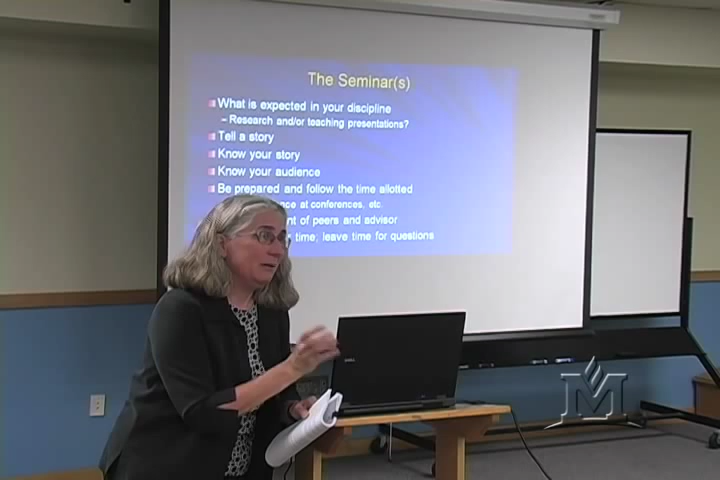 The Seminar(s)
What is expected in your discipline
– Research and/or teaching presentations?
Tell a story
Know your story
Know your audience
Be prepared and follow the time allotted
at conferences, etc.
of peers and advisor
time; leave time for questions
DELL
M